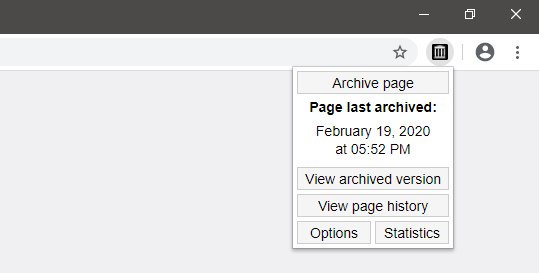 Archive page
Page last archived:
February 19, 2020
at 05:52 PM
View archived version
View page history
Options Statistics